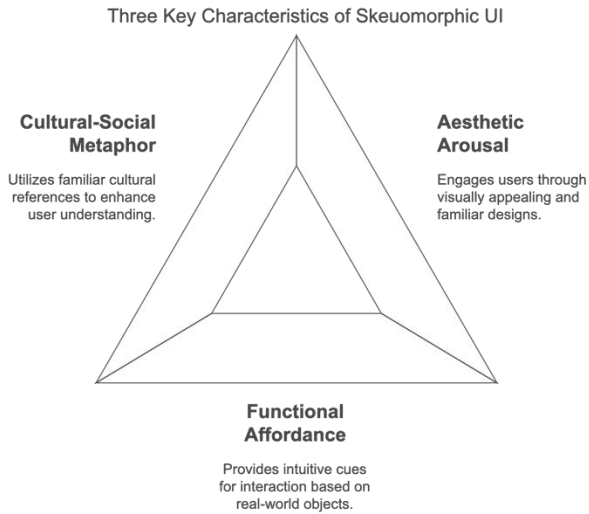 Three Key Characteristics of Skeuomorphic UI
Cultural-Social
Metaphor
Utilizes familiar cultural
references to enhance
user understanding.
Aesthetic
Arousal
Engages users through
visually appealing and
familiar designs.
Functional
Affordance
Provides intuitive cues
for interaction based on
real-world objects.